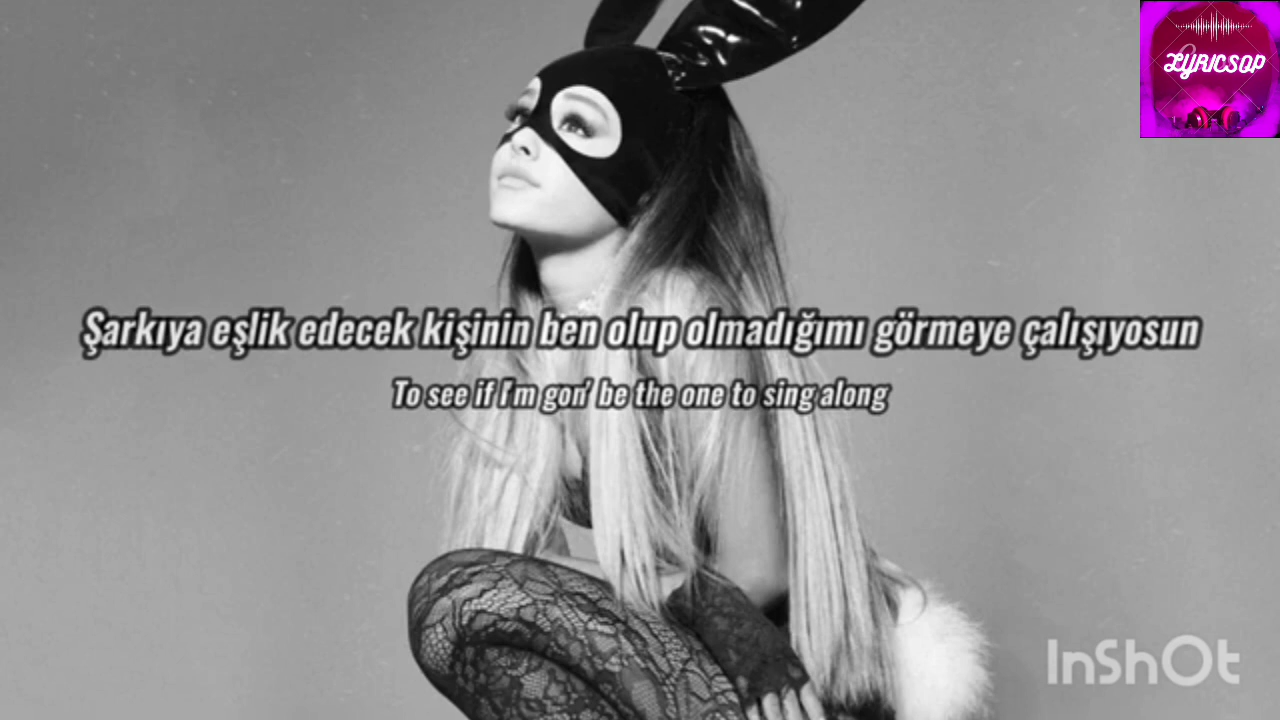 LYRICSOP
Şarkıya eşlik edecek kişinin ben olup olmadığımı görmeye çalışıyosun
To see if I'm gon' be the one to sing along
InShOt